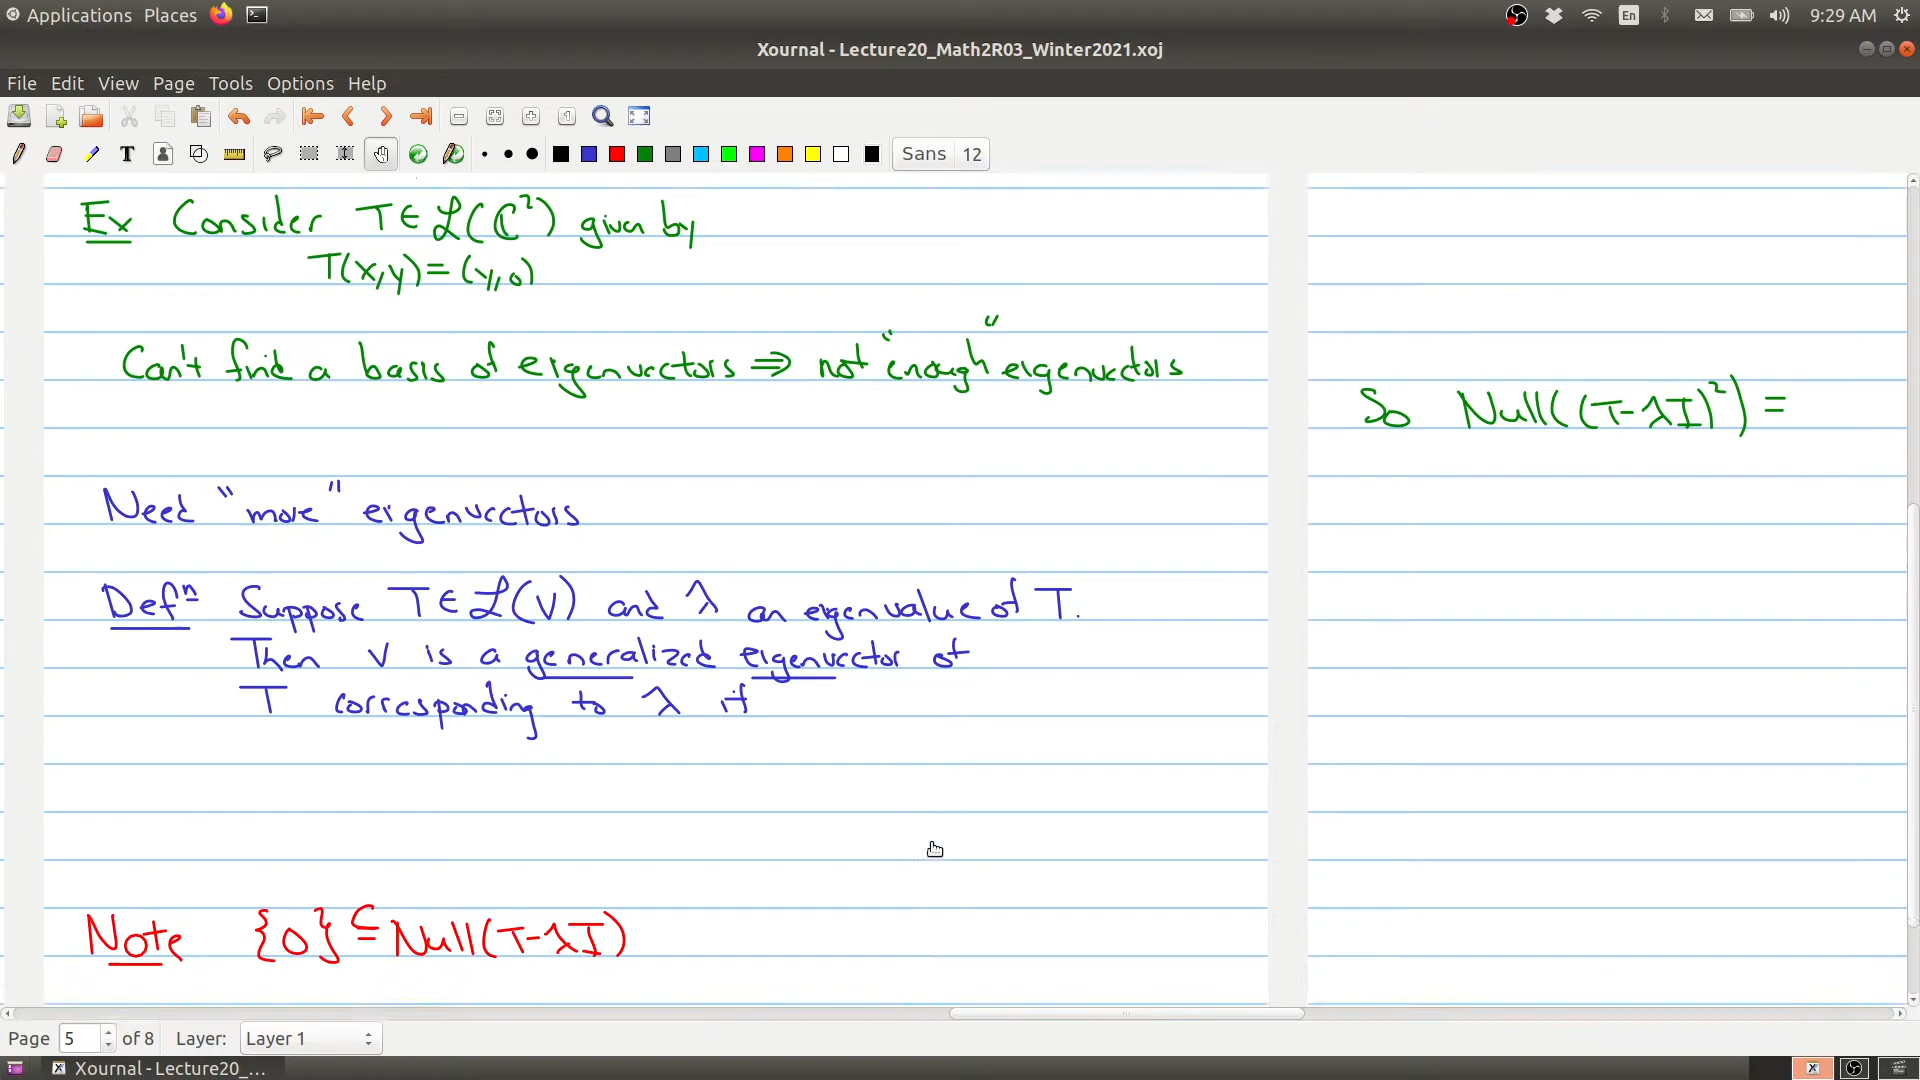 Applications Places En 9:29 AM
Xournal - Lecture20_Math2R03_Winter2021.xoj
File Edit View Page Tools Options Help
T Sans 12
Ex Consider T∈ℒ(ℂ²) given by
T(x,y)=(y,0)
Can't find a basis of eigenvectors ⇒ not "enough" eigenvectors
Need "more" eigenvectors
Defⁿ Suppose T∈ℒ(V) and λ an eigenvalue of T.
Then v is a generalized eigenvector of
T corresponding to λ if
Note {0}⊆Null(T-λI)
So Null((T-λI)²)=
Page 5 of 8 Layer: Layer 1
Xournal - Lecture20_...